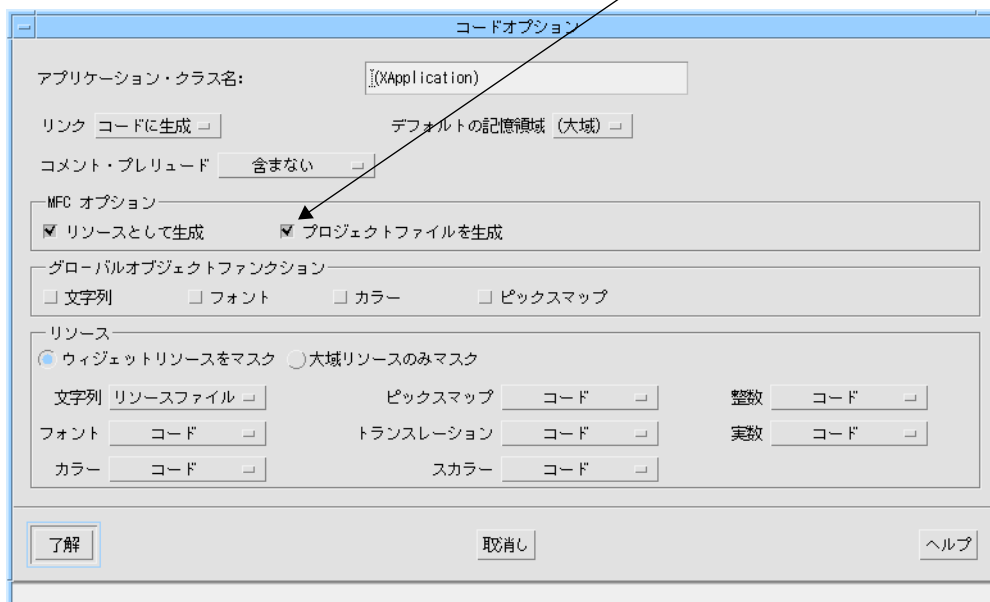 コードオプション
アプリケーション・クラス名: (XApplication)
リンク コードに生成 デフォルトの記憶領域 (大域)
コメント・プレリュード 含まない
MFC オプション
リソースとして生成 プロジェクトファイルを生成
グローバルオブジェクトファンクション
文字列 フォント カラー ピックスマップ
リソース
ウィジェットリソースをマスク 大域リソースのみマスク
文字列 リソースファイル ピックスマップ コード 整数 コード
フォント コード トランスレーション コード 実数 コード
カラー コード スカラー コード
了解 取消し ヘルプ